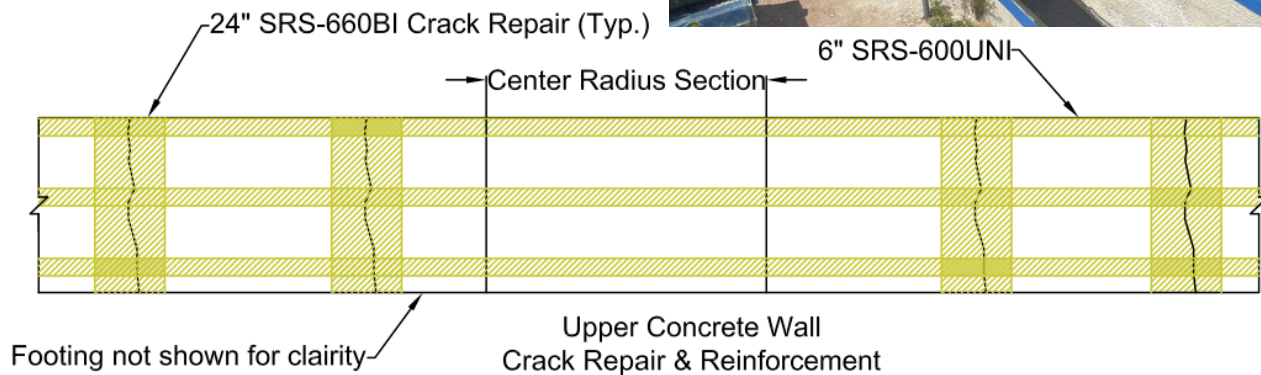 24" SRS-660BI Crack Repair (Typ.)
6" SRS-600UNI
Center Radius Section
Footing not shown for clairity
Upper Concrete Wall
Crack Repair & Reinforcement